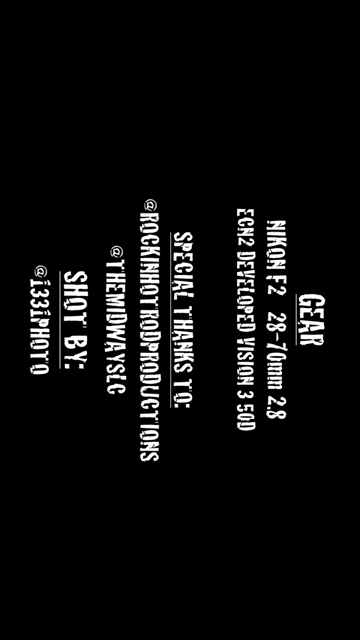 GEAR
NIKON F2 28-70mm 2.8
ECN2 DEVELOPED VISION 3 50D
SPECIAL THANKS TO:
@ROCKINHOTRODPRODUCTIONS
@THEMIDWAYSLC
SHOT BY:
@I33IPHOTO